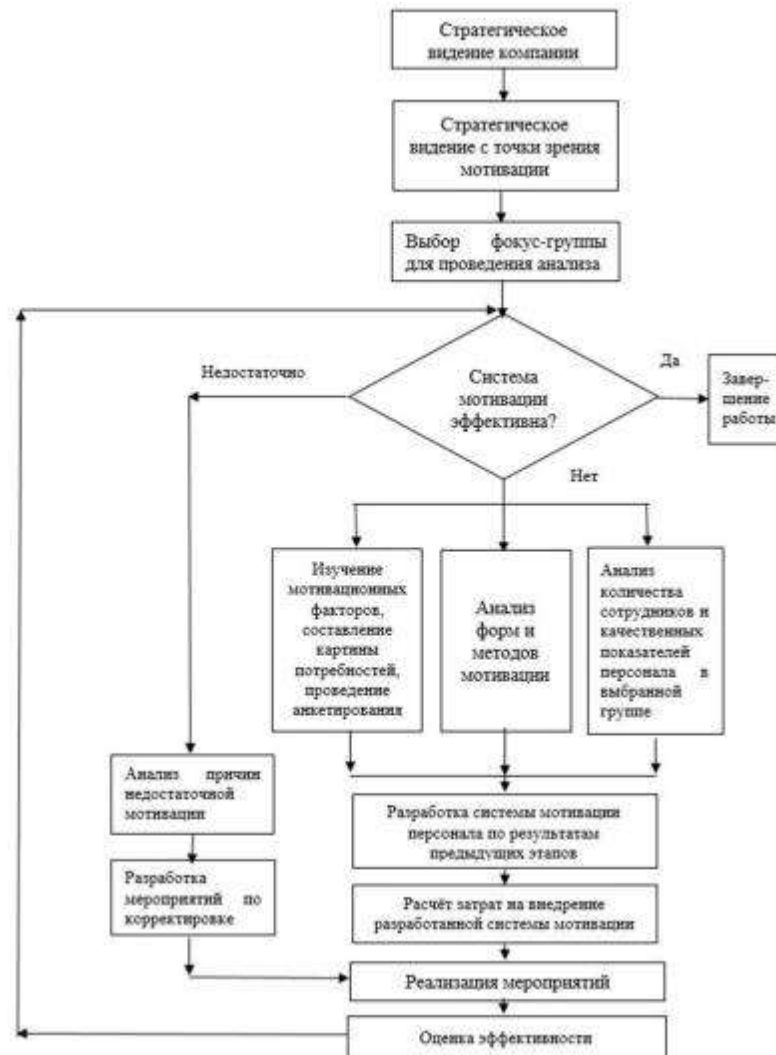 Стратегическое
видение компании
Стратегическое
видение с точки зрения
мотивации
Выбор фокус-группы
для проведения анализа
Недостаточно
Система
мотивации
эффективна?
Да
Завер-
шение
работы
Нет
Изучение
мотивационных
факторов,
составление
картины
потребностей,
проведение
анкетирования
Анализ
форм и
методов
мотивации
Анализ
количества
сотрудников и
качественных
показателей
персонала в
выбранной
группе
Анализ причин
недостаточной
мотивации
Разработка
мероприятий по
корректировке
Разработка системы мотивации
персонала по результатам
предыдущих этапов
Расчёт затрат на внедрение
разработанной системы мотивации
Реализация мероприятий
Оценка эффективности